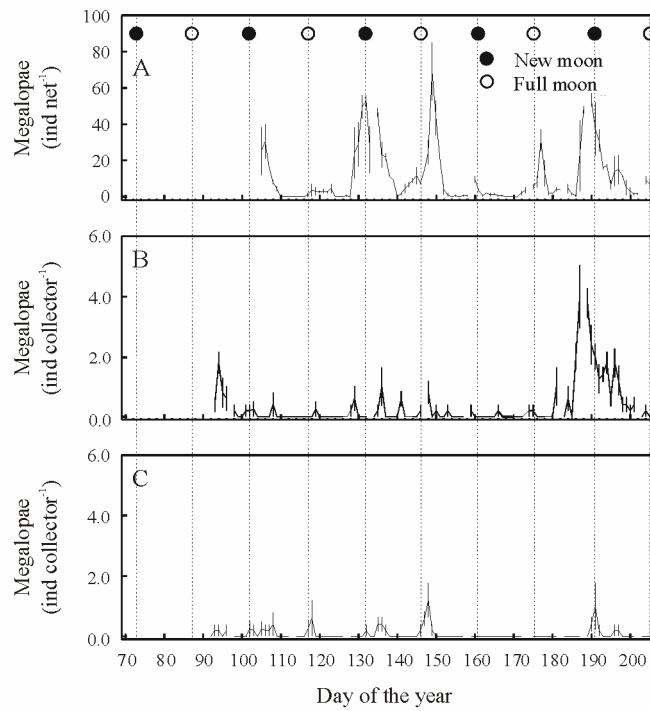 100
80
60
40
20
0
Megalopae
(ind net⁻¹)
A
New moon
Full moon
6.0
4.0
2.0
0.0
Megalopae
(ind collector⁻¹)
B
6.0
4.0
2.0
0.0
Megalopae
(ind collector⁻¹)
C
70 80 90 100 110 120 130 140 150 160 170 180 190 200
Day of the year